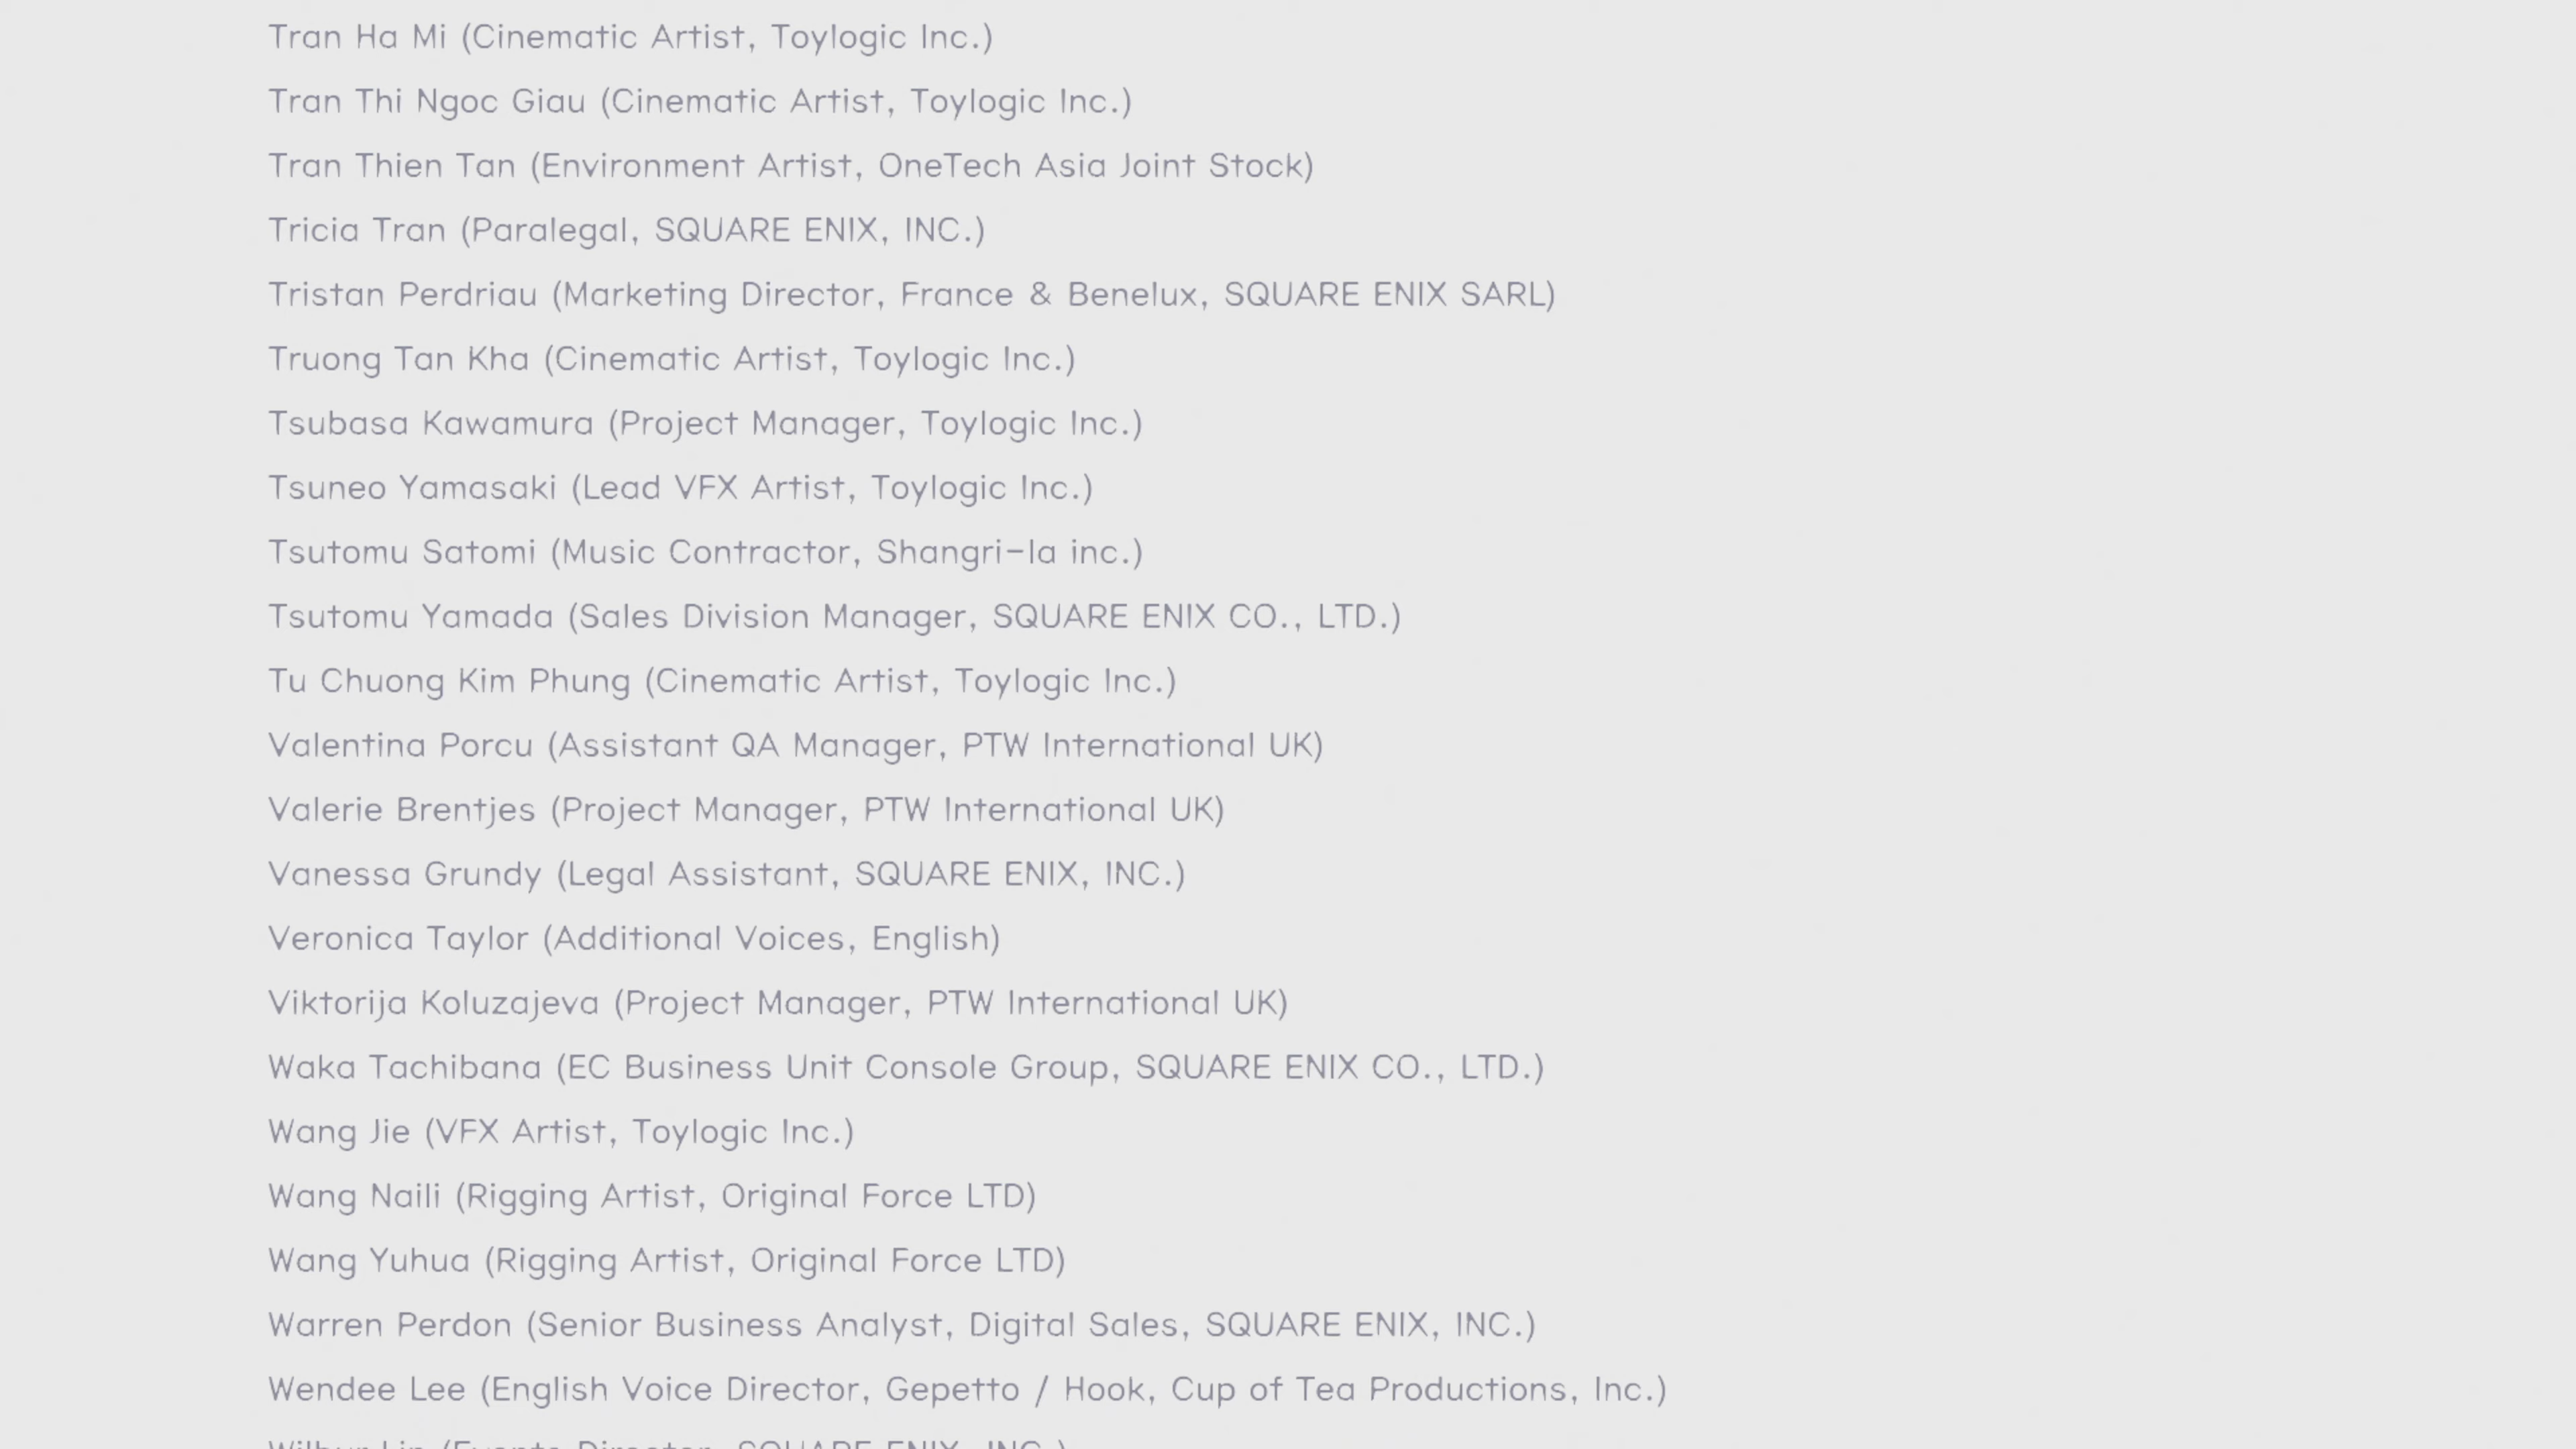 Tran Ha Mi (Cinematic Artist, Toylogic Inc.)
Tran Thi Ngoc Giau (Cinematic Artist, Toylogic Inc.)
Tran Thien Tan (Environment Artist, OneTech Asia Joint Stock)
Tricia Tran (Paralegal, SQUARE ENIX, INC.)
Tristan Perdriau (Marketing Director, France & Benelux, SQUARE ENIX SARL)
Truong Tan Kha (Cinematic Artist, Toylogic Inc.)
Tsubasa Kawamura (Project Manager, Toylogic Inc.)
Tsuneo Yamasaki (Lead VFX Artist, Toylogic Inc.)
Tsutomu Satomi (Music Contractor, Shangri-la inc.)
Tsutomu Yamada (Sales Division Manager, SQUARE ENIX CO., LTD.)
Tu Chuong Kim Phung (Cinematic Artist, Toylogic Inc.)
Valentina Porcu (Assistant QA Manager, PTW International UK)
Valerie Brentjes (Project Manager, PTW International UK)
Vanessa Grundy (Legal Assistant, SQUARE ENIX, INC.)
Veronica Taylor (Additional Voices, English)
Viktorija Koluzajeva (Project Manager, PTW International UK)
Waka Tachibana (EC Business Unit Console Group, SQUARE ENIX CO., LTD.)
Wang Jie (VFX Artist, Toylogic Inc.)
Wang Naili (Rigging Artist, Original Force LTD)
Wang Yuhua (Rigging Artist, Original Force LTD)
Warren Perdon (Senior Business Analyst, Digital Sales, SQUARE ENIX, INC.)
Wendee Lee (English Voice Director, Gepetto / Hook, Cup of Tea Productions, Inc.)
(Events Director, SQUARE ENIX, INC.)